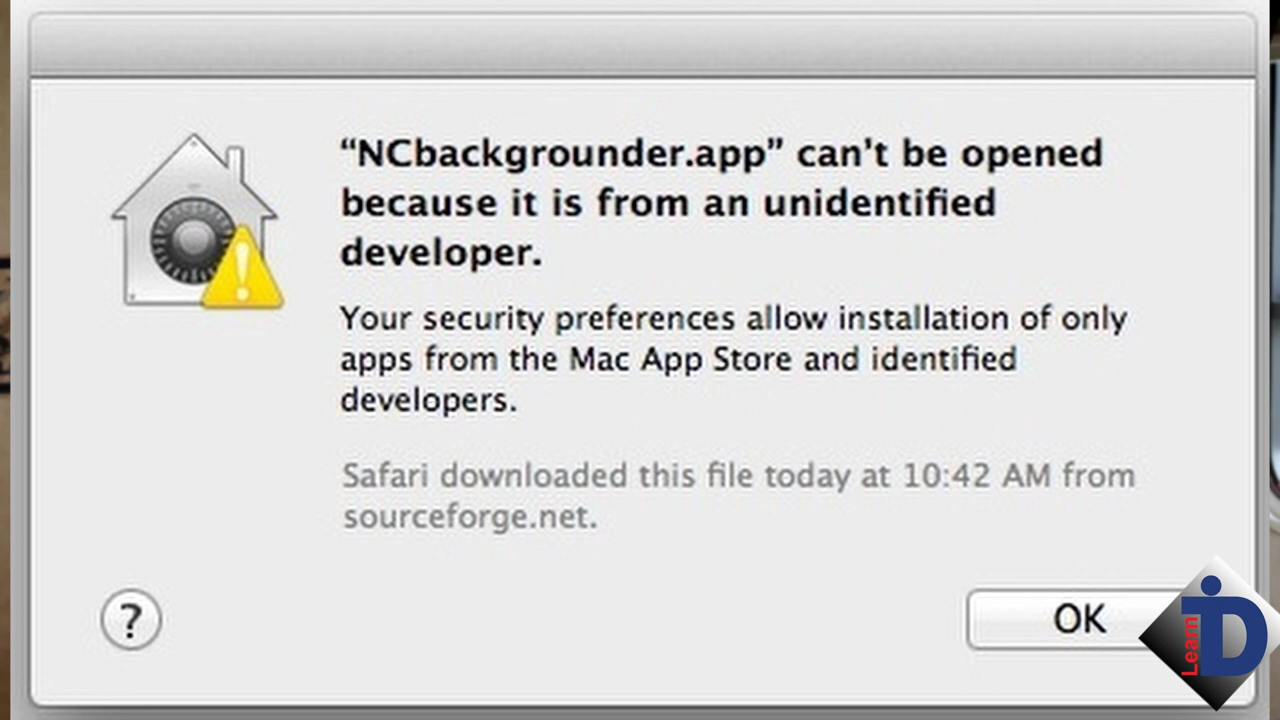 “NCbackgrounder.app” can’t be opened
because it is from an unidentified
developer.
Your security preferences allow installation of only
apps from the Mac App Store and identified
developers.
Safari downloaded this file today at 10:42 AM from
sourceforge.net.
?
OK
Learn
iD